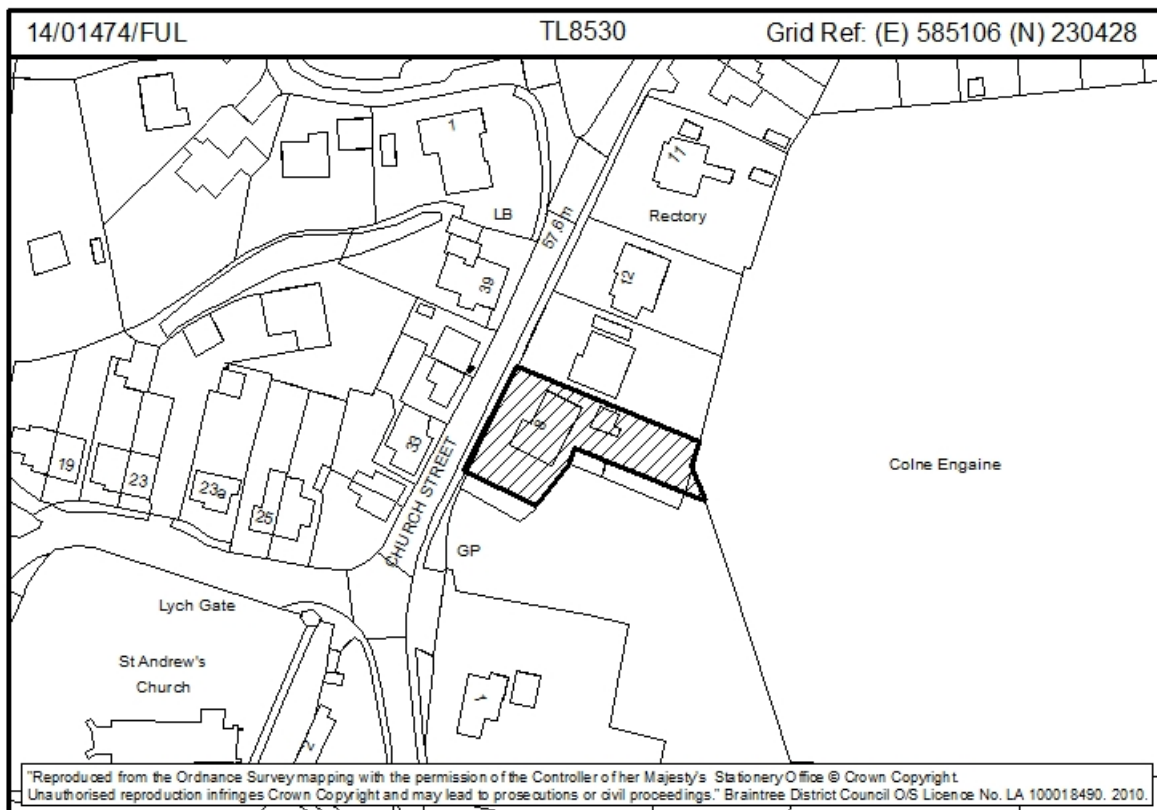 14/01474/FUL TL8530 Grid Ref: (E) 585106 (N) 230428
1
11
LB
Rectory
57.6m
12
39
8
33
CHURCH STREET
Colne Engaine
19
23
23a
25
GP
Lych Gate
St Andrew's
Church
1
2
"Reproduced from the Ordnance Survey mapping with the permission of the Controller of her Majesty's Stationery Office © Crown Copyright.
Unauthorised reproduction infringes Crown Copyright and may lead to prosecutions or civil proceedings." Braintree District Council O/S Licence No. LA 100018490. 2010.